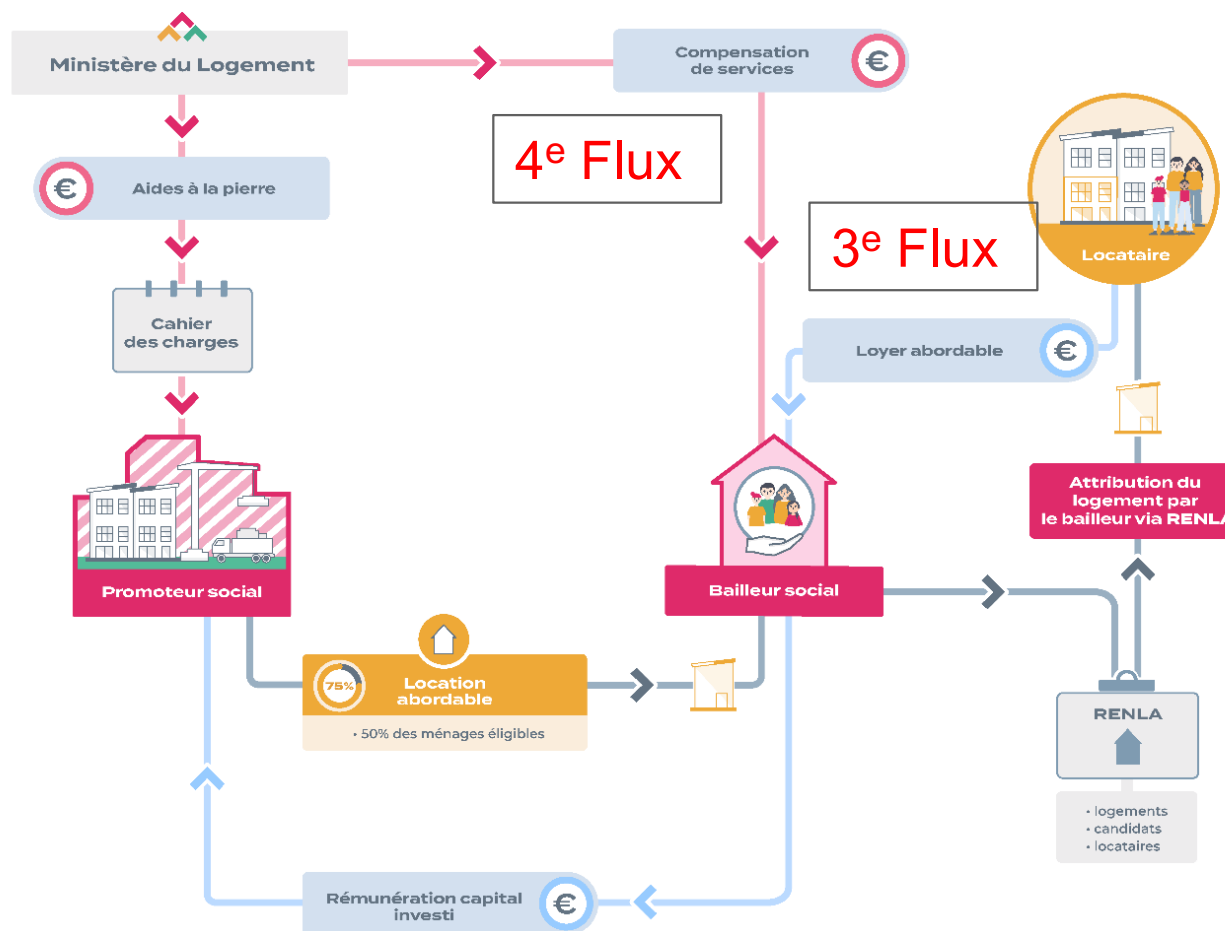 Ministère du Logement
Compensation
de services
€
4e Flux
€
Aides à la pierre
3e Flux
Locataire
Cahier
des charges
Loyer abordable
€
Attribution du
logement par
le bailleur via RENLA
Promoteur social
Bailleur social
75%
Location
abordable
• 50% des ménages éligibles
RENLA
• logements
• candidats
• locataires
Rémunération capital
investi
€